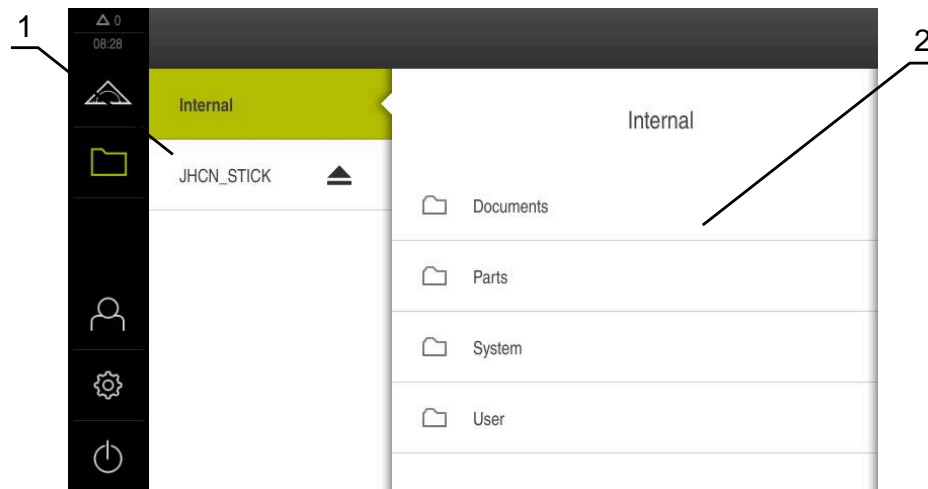 1
0
08:28
2
Internal
JHCN_STICK
Internal
Documents
Parts
System
User